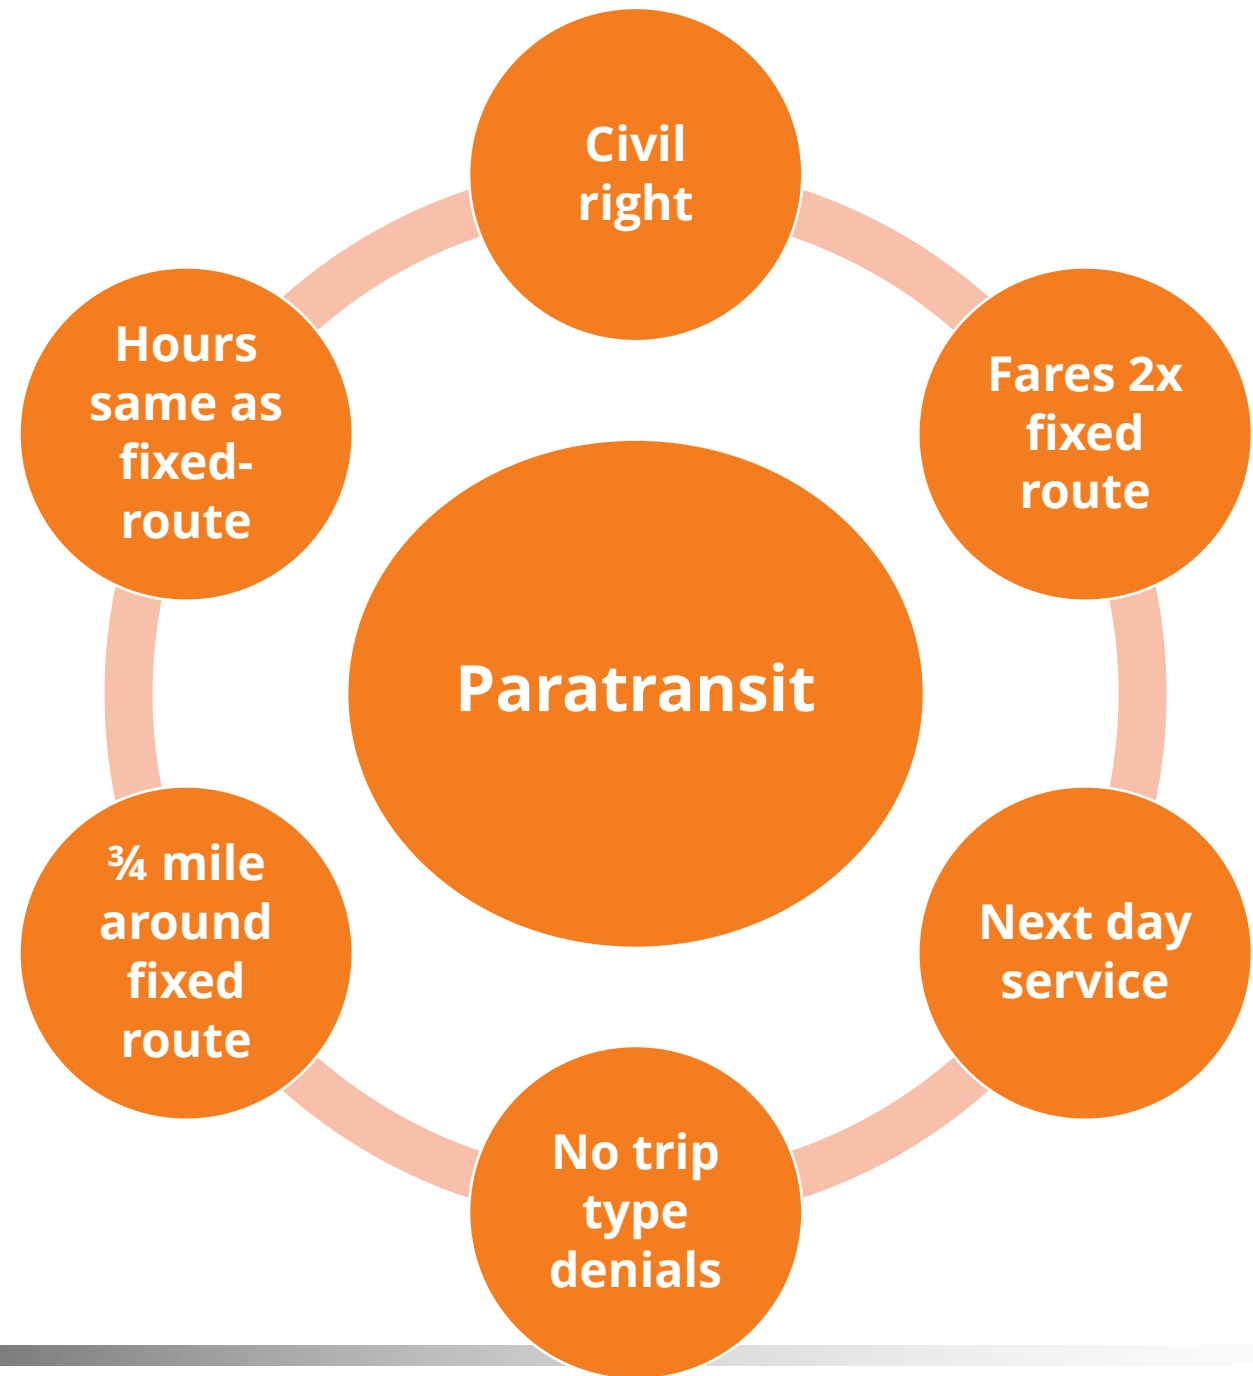 Civil
right
Fares 2x
fixed
route
Next day
service
No trip
type
denials
¾ mile
around
fixed
route
Hours
same as
fixed-
route
Paratransit